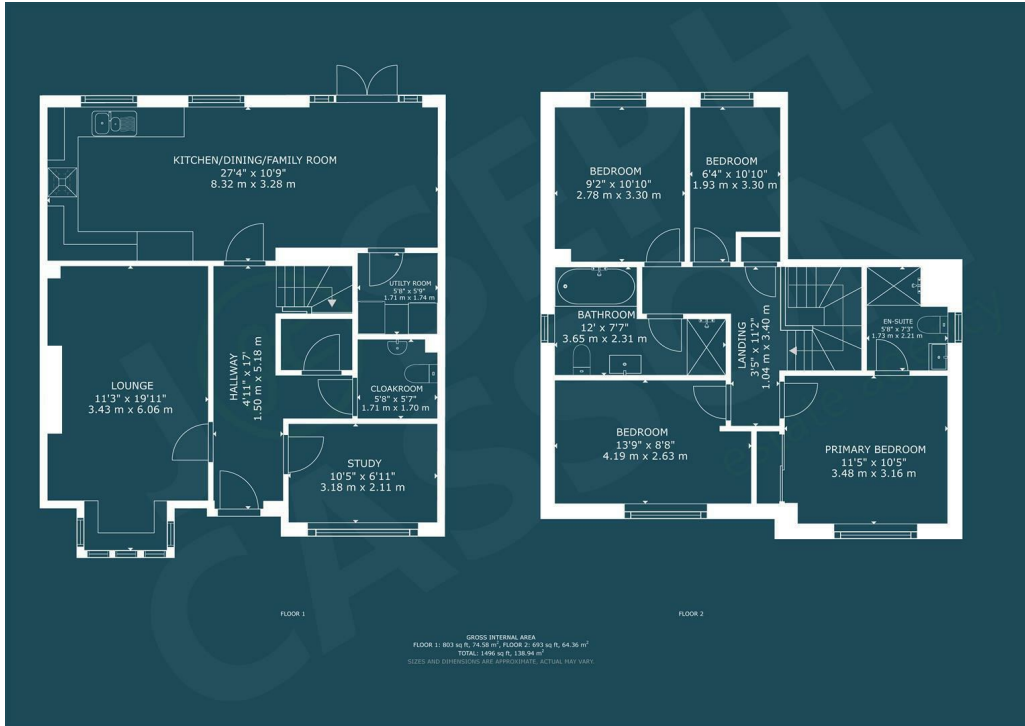 KITCHEN/DINING/FAMILY ROOM
27'4" x 10'9"
8.32 m x 3.28 m
UTILTY ROOM
5'8" x 5'9"
1.71 m x 1.74 m
LOUNGE
11'3" x 19'11"
3.43 m x 6.06 m
HALLWAY
4'11" x 17'
1.50 m x 5.18 m
CLOAKROOM
5'8" x 5'7"
1.71 m x 1.70 m
STUDY
10'5" x 6'11"
3.18 m x 2.11 m
BEDROOM
9'2" x 10'10"
2.78 m x 3.30 m
BEDROOM
6'4" x 10'10"
1.93 m x 3.30 m
BATHROOM
12' x 7'7"
3.65 m x 2.31 m
LANDING
3'5" x 11'2"
1.04 m x 3.40 m
EN-SUITE
5'8" x 7'3"
1.73 m x 2.21 m
BEDROOM
13'9" x 8'8"
4.19 m x 2.63 m
PRIMARY BEDROOM
11'5" x 10'5"
3.48 m x 3.16 m
FLOOR 1
FLOOR 2
GROSS INTERNAL AREA
FLOOR 1: 803 sq ft, 74.58 m², FLOOR 2: 693 sq ft, 64.36 m²
TOTAL: 1496 sq ft, 138.94 m²
SIZES AND DIMENSIONS ARE APPROXIMATE, ACTUAL MAY VARY.